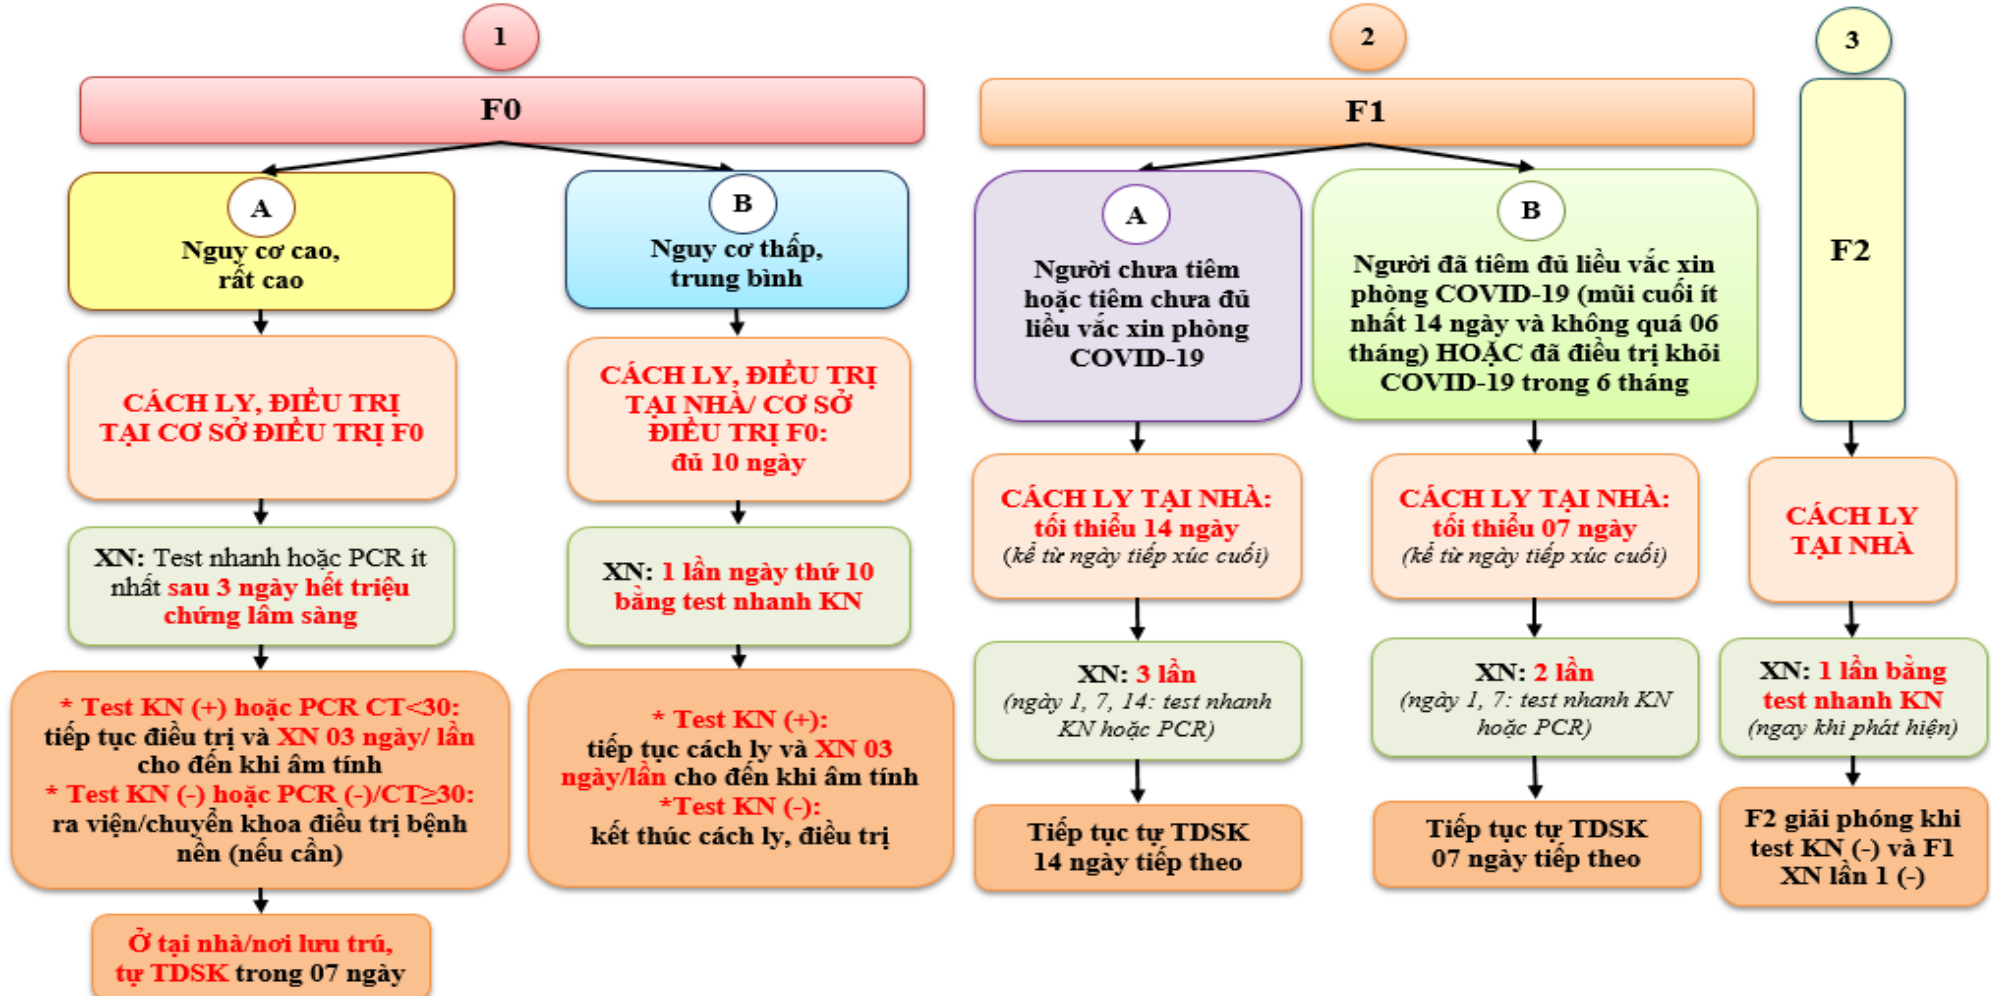 1
F0
A
Nguy cơ cao,
rất cao
CÁCH LY, ĐIỀU TRỊ
TẠI CƠ SỞ ĐIỀU TRỊ F0
XN: Test nhanh hoặc PCR ít
nhất sau 3 ngày hết triệu
chứng lâm sàng
* Test KN (+) hoặc PCR CT<30:
tiếp tục điều trị và XN 03 ngày/ lần
cho đến khi âm tính
* Test KN (-) hoặc PCR (-)/CT≥30:
ra viện/chuyển khoa điều trị bệnh
nền (nếu cần)
Ở tại nhà/nơi lưu trú,
tự TDSK trong 07 ngày
B
Nguy cơ thấp,
trung bình
CÁCH LY, ĐIỀU TRỊ
TẠI NHÀ/ CƠ SỞ
ĐIỀU TRỊ F0:
đủ 10 ngày
XN: 1 lần ngày thứ 10
bằng test nhanh KN
* Test KN (+):
tiếp tục cách ly và XN 03
ngày/lần cho đến khi âm tính
*Test KN (-):
kết thúc cách ly, điều trị
2
F1
A
Người chưa tiêm
hoặc tiêm chưa đủ
liều vắc xin phòng
COVID-19
CÁCH LY TẠI NHÀ:
tối thiểu 14 ngày
(kể từ ngày tiếp xúc cuối)
XN: 3 lần
(ngày 1, 7, 14: test nhanh
KN hoặc PCR)
Tiếp tục tự TDSK
14 ngày tiếp theo
B
Người đã tiêm đủ liều vắc xin
phòng COVID-19 (mũi cuối ít
nhất 14 ngày và không quá 06
tháng) HOẶC đã điều trị khỏi
COVID-19 trong 6 tháng
CÁCH LY TẠI NHÀ:
tối thiểu 07 ngày
(kể từ ngày tiếp xúc cuối)
XN: 2 lần
(ngày 1, 7: test nhanh KN
hoặc PCR)
Tiếp tục tự TDSK
07 ngày tiếp theo
3
F2
CÁCH LY
TẠI NHÀ
XN: 1 lần bằng
test nhanh KN
(ngay khi phát hiện)
F2 giải phóng khi
test KN (-) và F1
XN lần 1 (-)